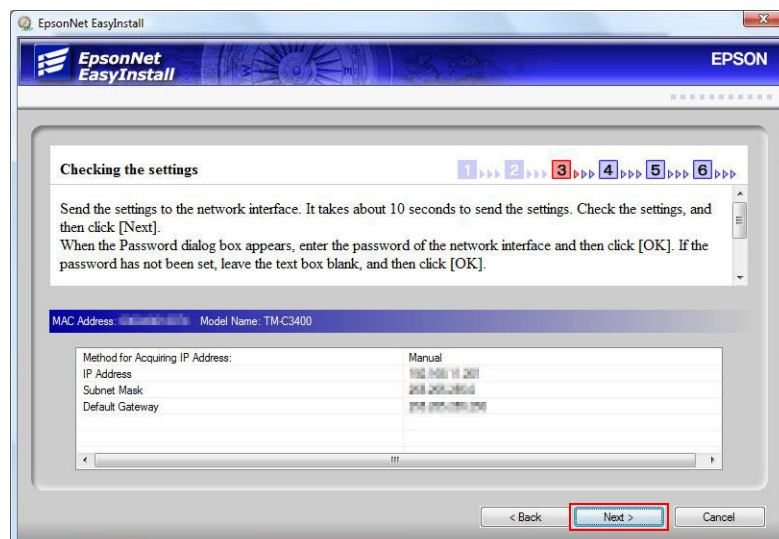 EpsonNet EasyInstall
EpsonNet
EasyInstall
EPSON
Checking the settings
1 2 3 4 5 6
Send the settings to the network interface. It takes about 10 seconds to send the settings. Check the settings, and
then click [Next].
When the Password dialog box appears, enter the password of the network interface and then click [OK]. If the
password has not been set, leave the text box blank, and then click [OK].
MAC Address: Model Name: TM-C3400
Method for Acquiring IP Address: Manual
IP Address
Subnet Mask
Default Gateway
< Back Next > Cancel